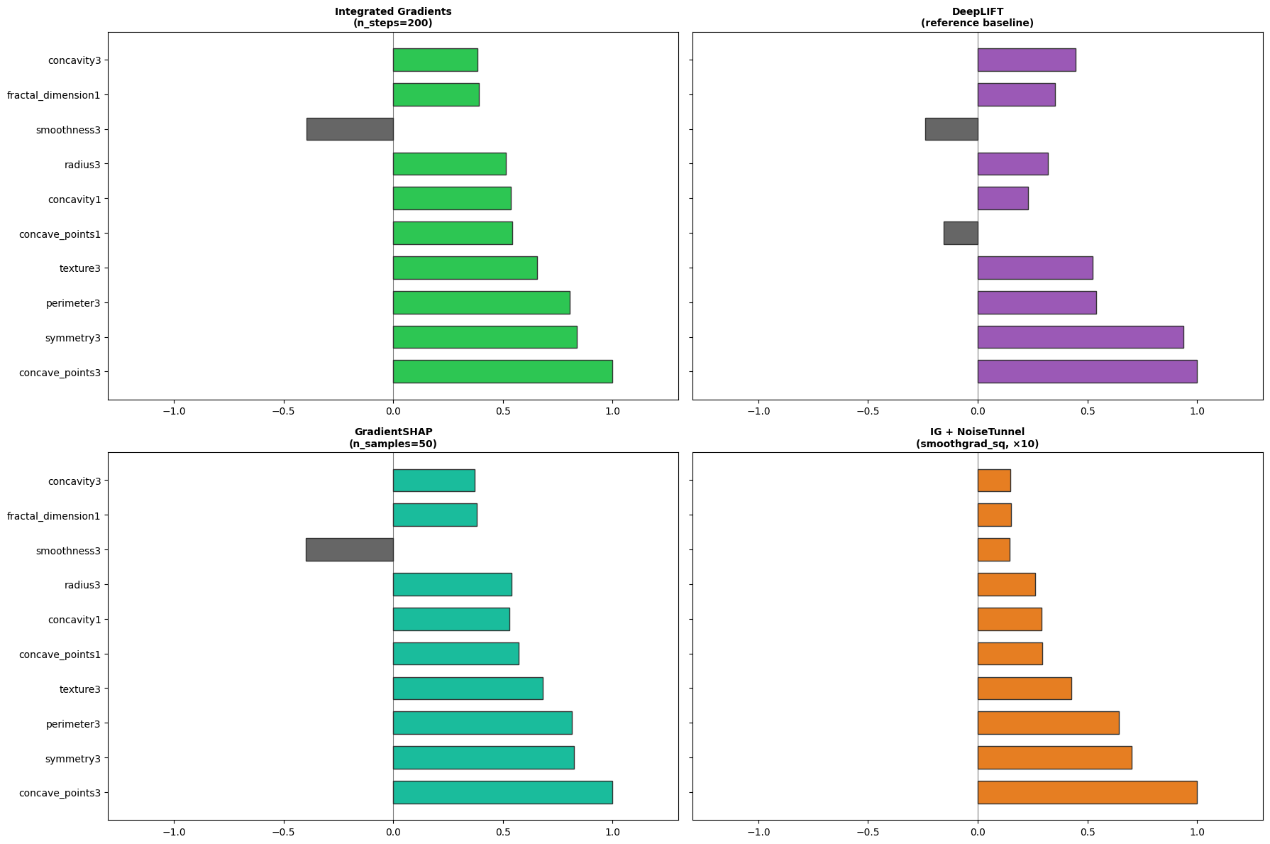 Integrated Gradients
(n_steps=200)
concavity3
fractal_dimension1
smoothness3
radius3
concavity1
concave_points1
texture3
perimeter3
symmetry3
concave_points3
−1.0 −0.5 0.0 0.5 1.0
DeepLIFT
(reference baseline)
−1.0 −0.5 0.0 0.5 1.0
GradientSHAP
(n_samples=50)
concavity3
fractal_dimension1
smoothness3
radius3
concavity1
concave_points1
texture3
perimeter3
symmetry3
concave_points3
−1.0 −0.5 0.0 0.5 1.0
IG + NoiseTunnel
(smoothgrad_sq, ×10)
−1.0 −0.5 0.0 0.5 1.0